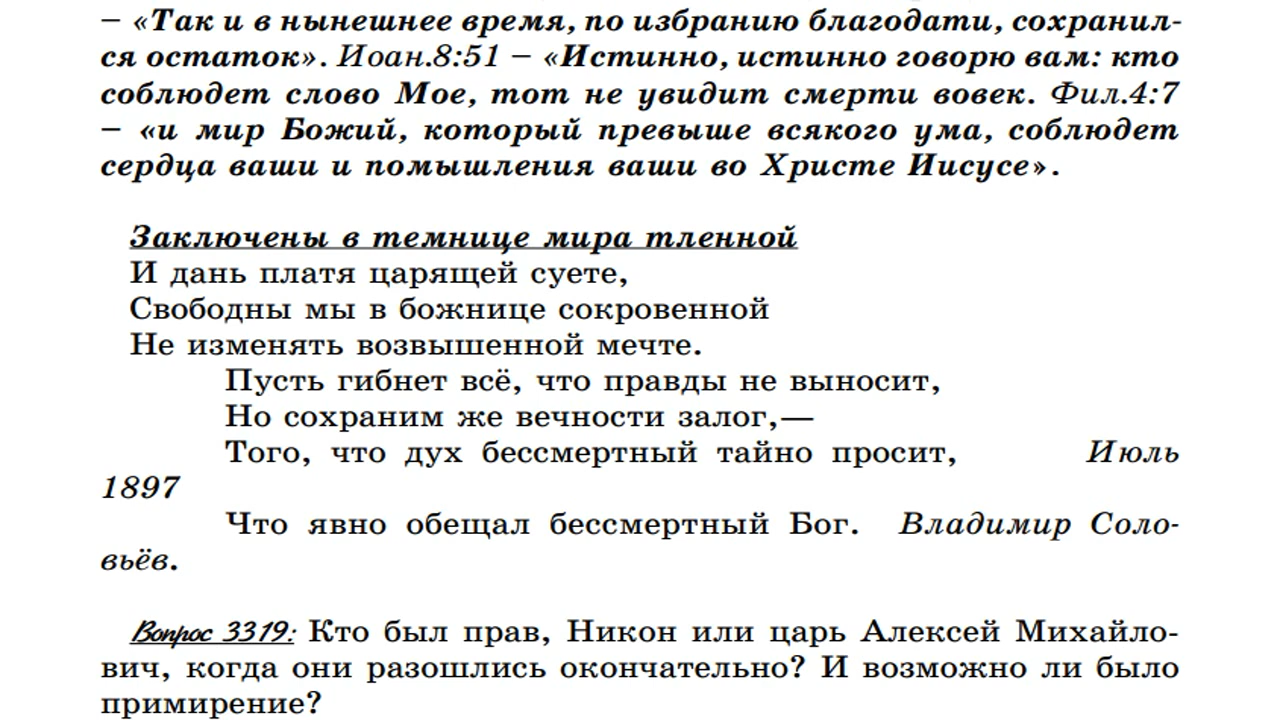 – «Так и в нынешнее время, по избранию благодати, сохранил-
ся остаток». Иоан.8:51 – «Истинно, истинно говорю вам: кто
соблюдет слово Мое, тот не увидит смерти вовек. Фил.4:7
– «и мир Божий, который превыше всякого ума, соблюдет
сердца ваши и помышления ваши во Христе Иисусе».
Заключены в темнице мира тленной
И дань платя царящей суете,
Свободны мы в божнице сокровенной
Не изменять возвышенной мечте.
Пусть гибнет всё, что правды не выносит,
Но сохраним же вечности залог,—
Того, что дух бессмертный тайно просит, Июль
1897
Что явно обещал бессмертный Бог. Владимир Соло-
вьёв.
Вопрос 3319: Кто был прав, Никон или царь Алексей Михайло-
вич, когда они разошлись окончательно? И возможно ли было
примирение?